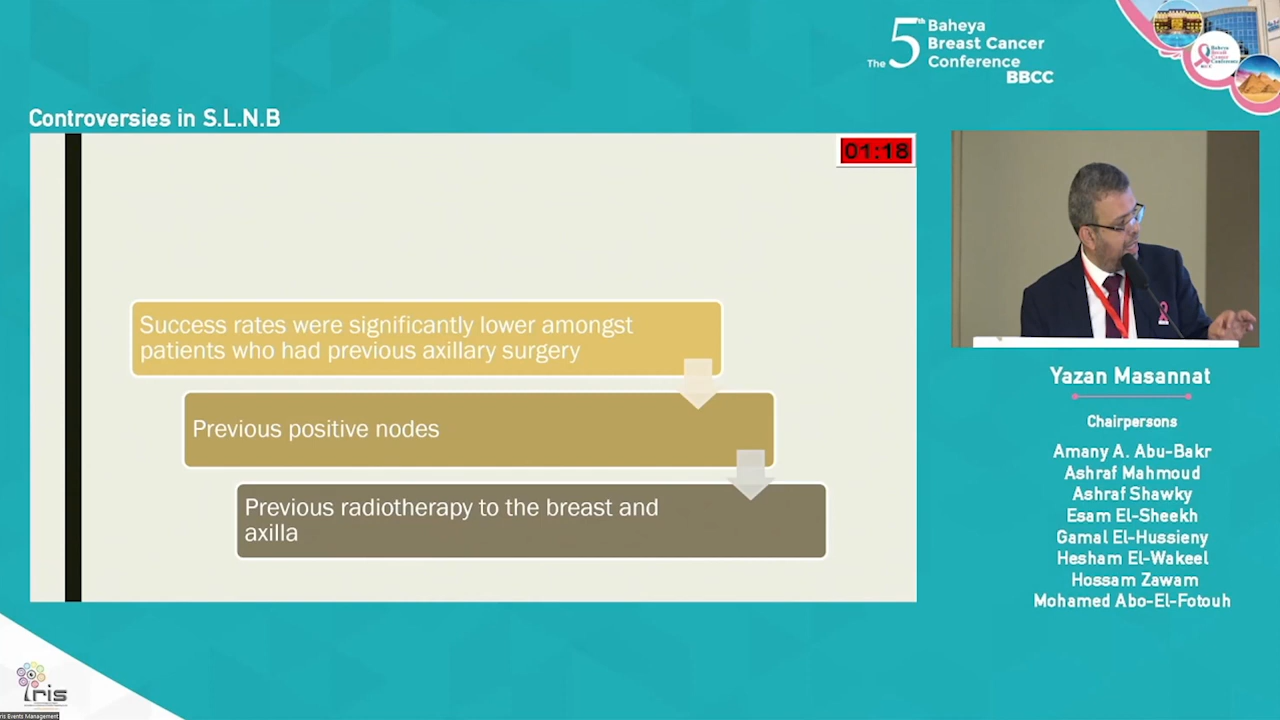 The 5th Baheya
Breast Cancer
Conference
BBCC
Controversies in S.L.N.B
01:18
Success rates were significantly lower amongst
patients who had previous axillary surgery
Previous positive nodes
Previous radiotherapy to the breast and
axilla
Yazan Masannat
Chairpersons
Amany A. Abu-Bakr
Ashraf Mahmoud
Ashraf Shawky
Esam El-Sheekh
Gamal El-Hussieny
Hesham El-Wakeel
Hossam Zawam
Mohamed Abo-El-Fotouh
Iris
Iris Events Management